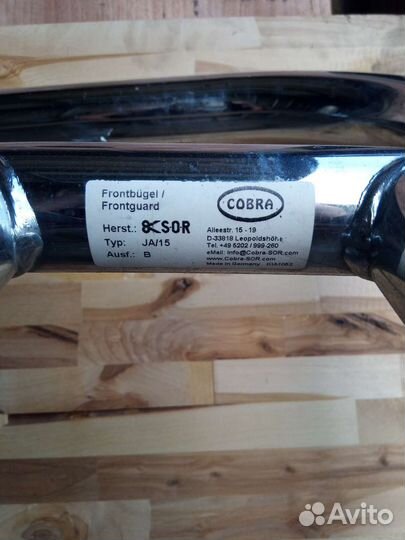 Frontbügel /
Frontguard
Herst.: SOR
Typ: JA/15
Ausf.: B
COBRA
Alleestr. 15 - 19
D-33818 Leopoldshöhe
Tel. +49 5202 / 999-260
eMail: info@Cobra-SOR.com
www.Cobra-SOR.com
Made in Germany
Avito